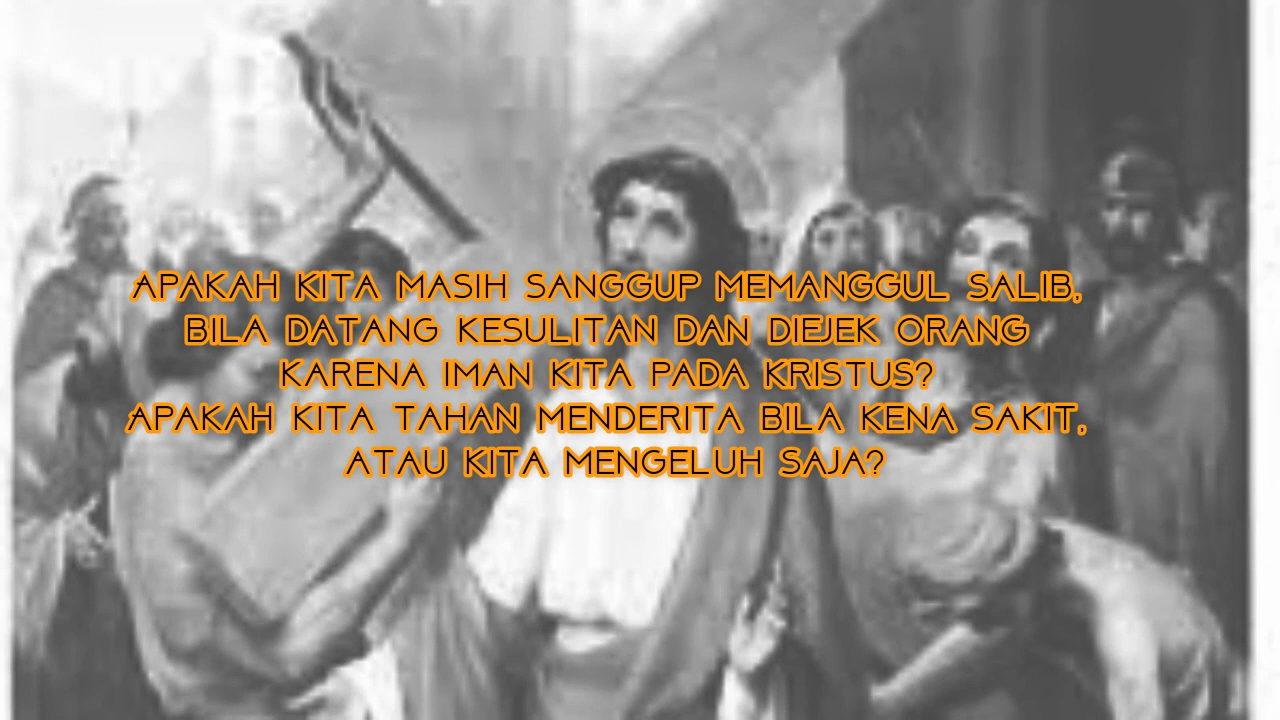 APAKAH KITA MASIH SANGGUP MEMANGGUL SALIB,
BILA DATANG KESULITAN DAN DIEJEK ORANG
KARENA IMAN KITA PADA KRISTUS?
APAKAH KITA TAHAN MENDERITA BILA KENA SAKIT,
ATAU KITA MENGELUH SAJA?